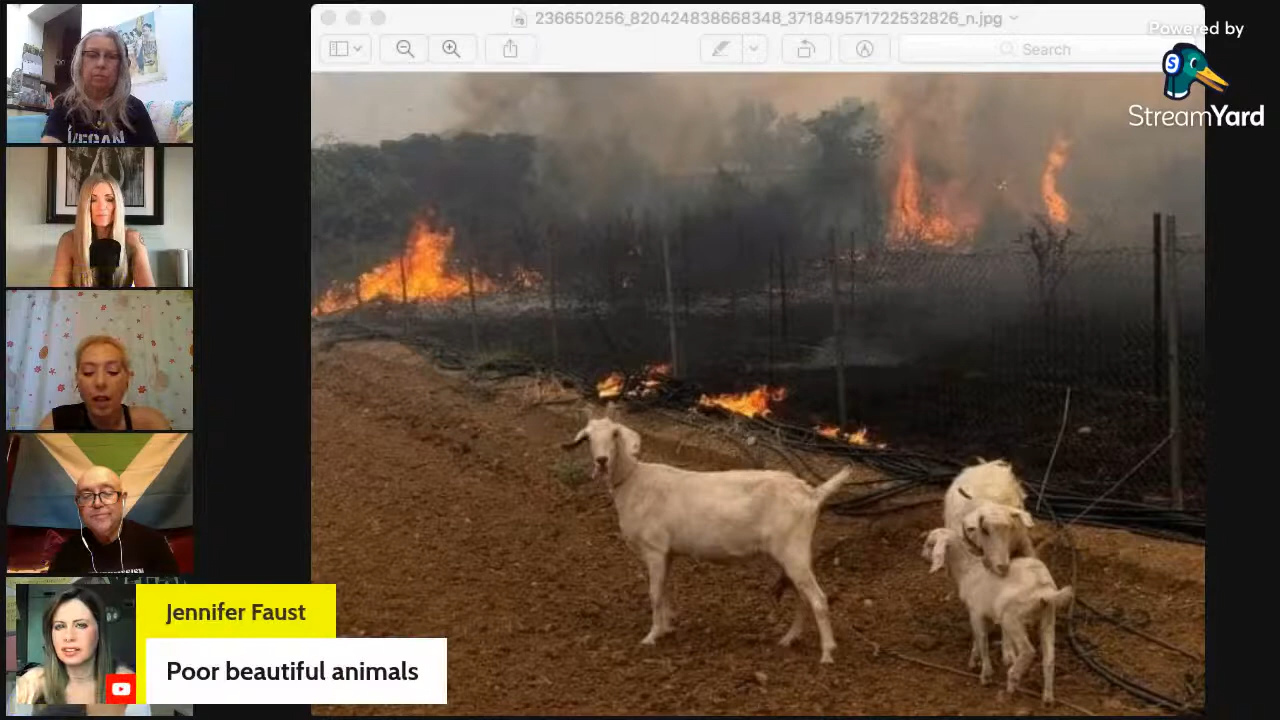 236650256_820424838668348_371849571722532826_n.jpg
Search
Powered by
S
StreamYard
VEGAN
Jennifer Faust
Poor beautiful animals